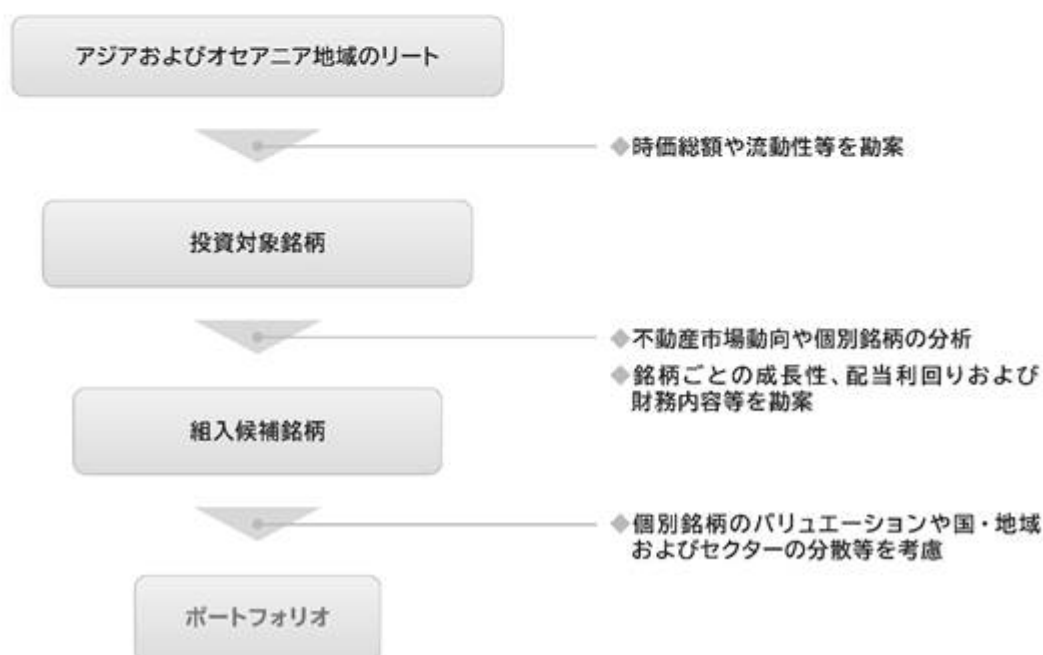 アジアおよびオセアニア地域のリート
◆時価総額や流動性等を勘案
投資対象銘柄
◆不動産市場動向や個別銘柄の分析
◆銘柄ごとの成長性、配当利回りおよび
財務内容等を勘案
組入候補銘柄
◆個別銘柄のバリュエーションや国・地域
およびセクターの分散等を考慮
ポートフォリオ